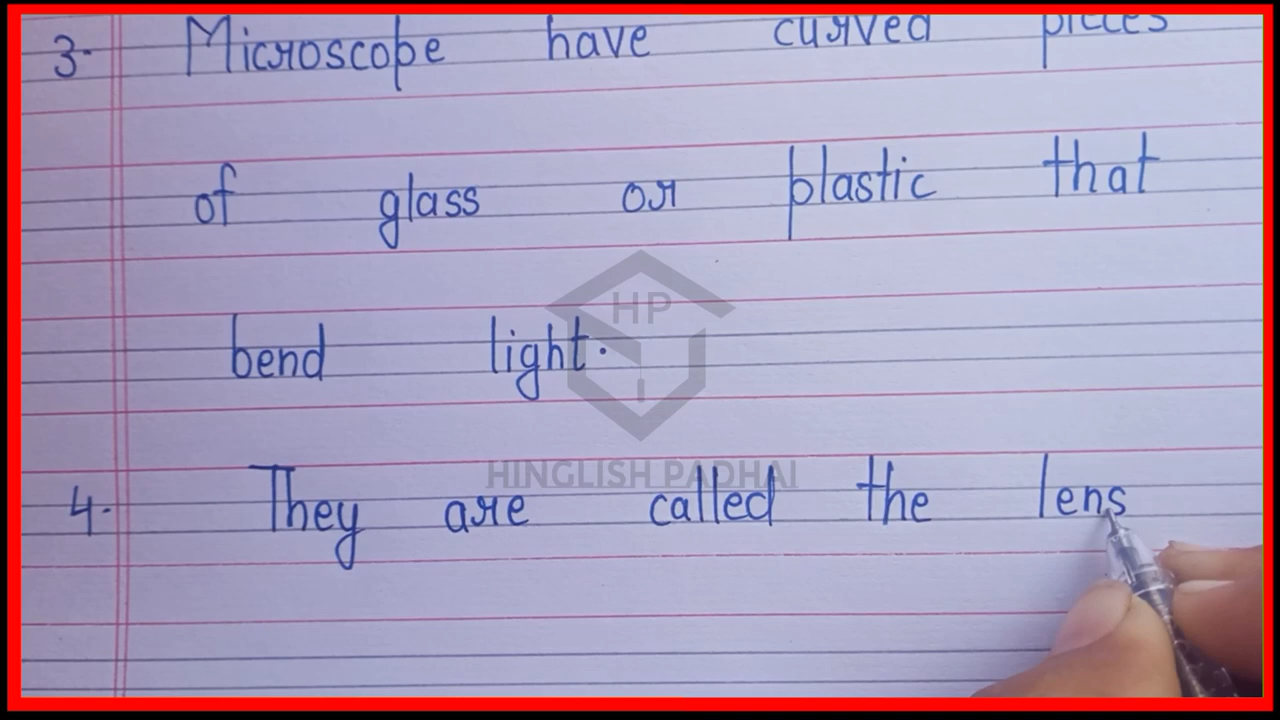 3. Microscope have curved pieces
of glass or plastic that
bend light.
HP
HINGLISH PADHAI
4. They are called the lens